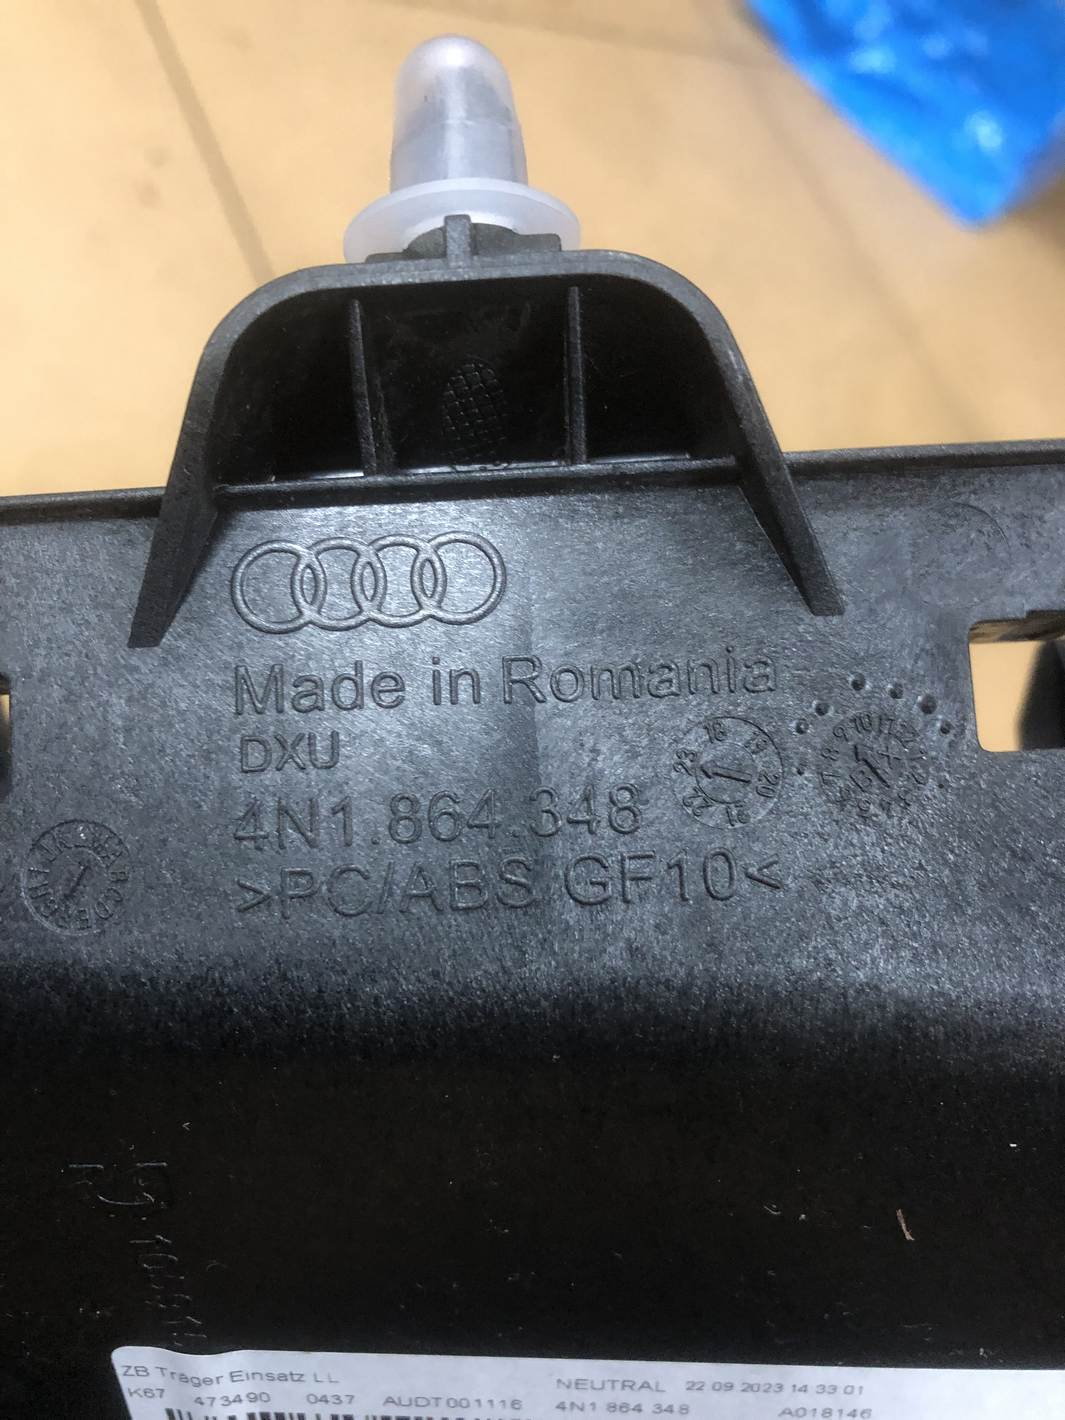 Made in Romania
DXU
4N1.864.348
>PC/ABS GF10<
ZB Träger Einsatz LL
NEUTRAL 22 09 2023 14 33 01
K67 473490 0437 AUDT001116 4N1 864 348 A018146